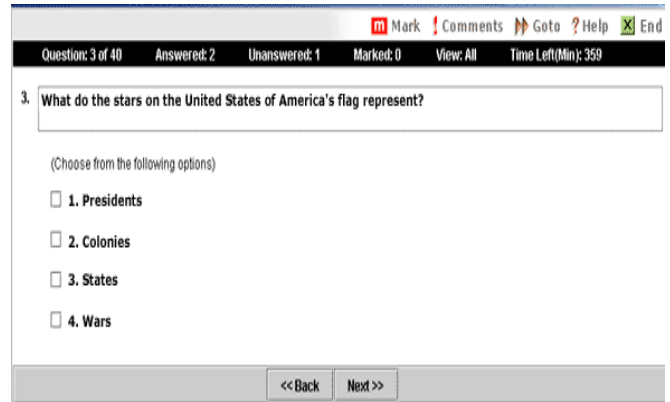 m Mark ! Comments Goto ? Help X End
Question: 3 of 40 Answered: 2 Unanswered: 1 Marked: 0 View: All Time Left(Min): 359
3. What do the stars on the United States of America's flag represent?
(Choose from the following options)
1. Presidents
2. Colonies
3. States
4. Wars
<< Back Next >>